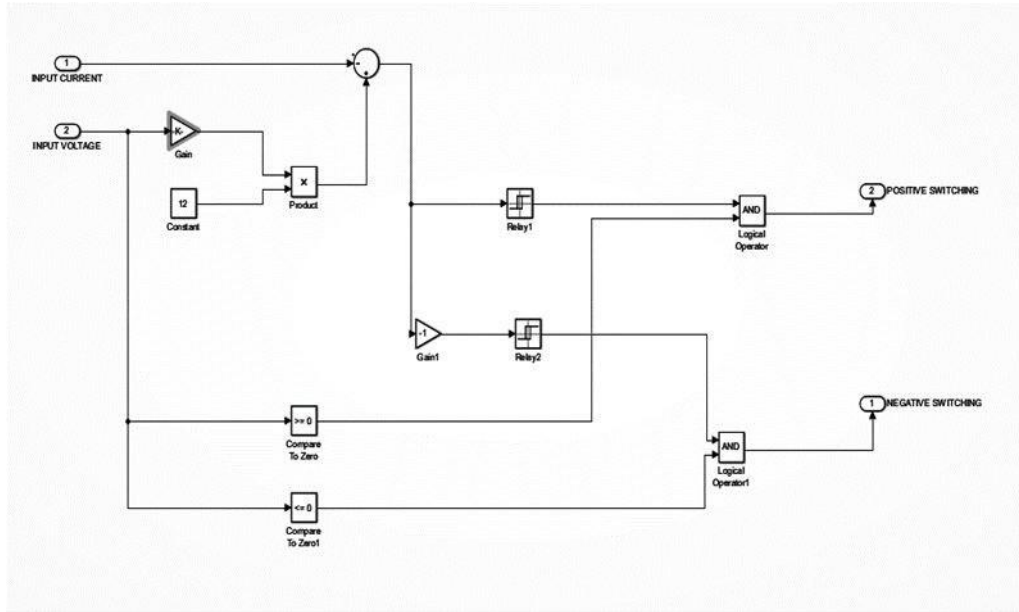 1
INPUT CURRENT
2
INPUT VOLTAGE
-K-
Gain
12
Constant
×
Product
-
+
Relay1
AND
Logical
Operator
2
POSITIVE SWITCHING
-1
Gain1
Relay2
>= 0
Compare
To Zero
AND
Logical
Operator1
1
NEGATIVE SWITCHING
<= 0
Compare
To Zero1